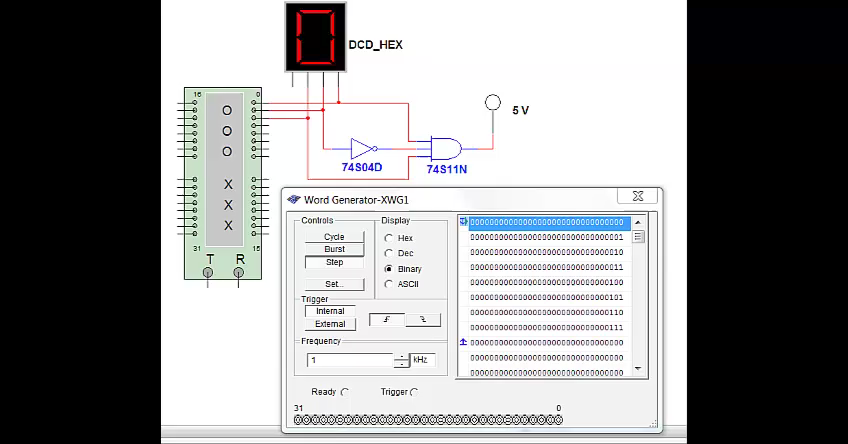 DCD_HEX
16 0
O
O
O
X
X
X
31 15
T R
5 V
74S04D
74S11N
Word Generator-XWG1
X
Controls
Cycle
Burst
Step
Set...
Display
Hex
Dec
Binary
ASCII
Trigger
Internal
External
Frequency
1 kHz
Ready Trigger
31 0
00000000000000000000000000000000
00000000000000000000000000000001
00000000000000000000000000000010
00000000000000000000000000000011
00000000000000000000000000000100
00000000000000000000000000000101
00000000000000000000000000000110
00000000000000000000000000000111
00000000000000000000000000000000
00000000000000000000000000000000
00000000000000000000000000000000